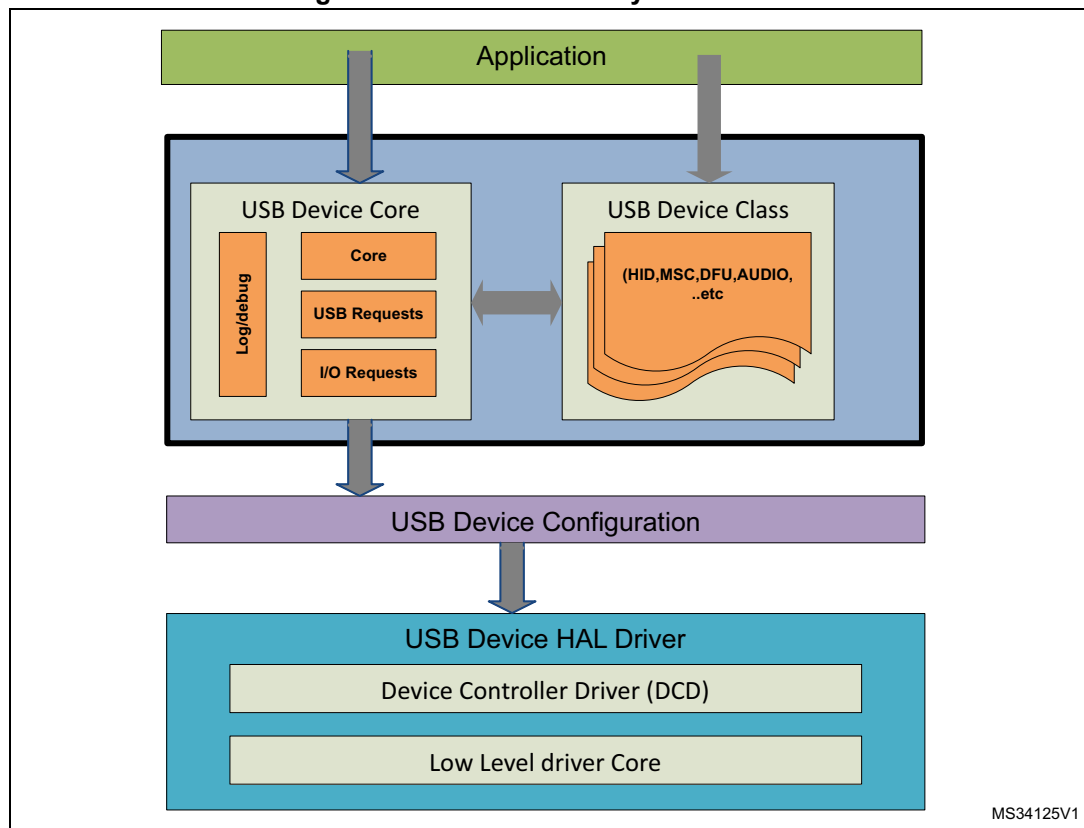 Application
USB Device Core
USB Device Class
Log/debug
Core
USB Requests
I/O Requests
(HID,MSC,DFU,AUDIO,
..etc
USB Device Configuration
USB Device HAL Driver
Device Controller Driver (DCD)
Low Level driver Core
MS34125V1